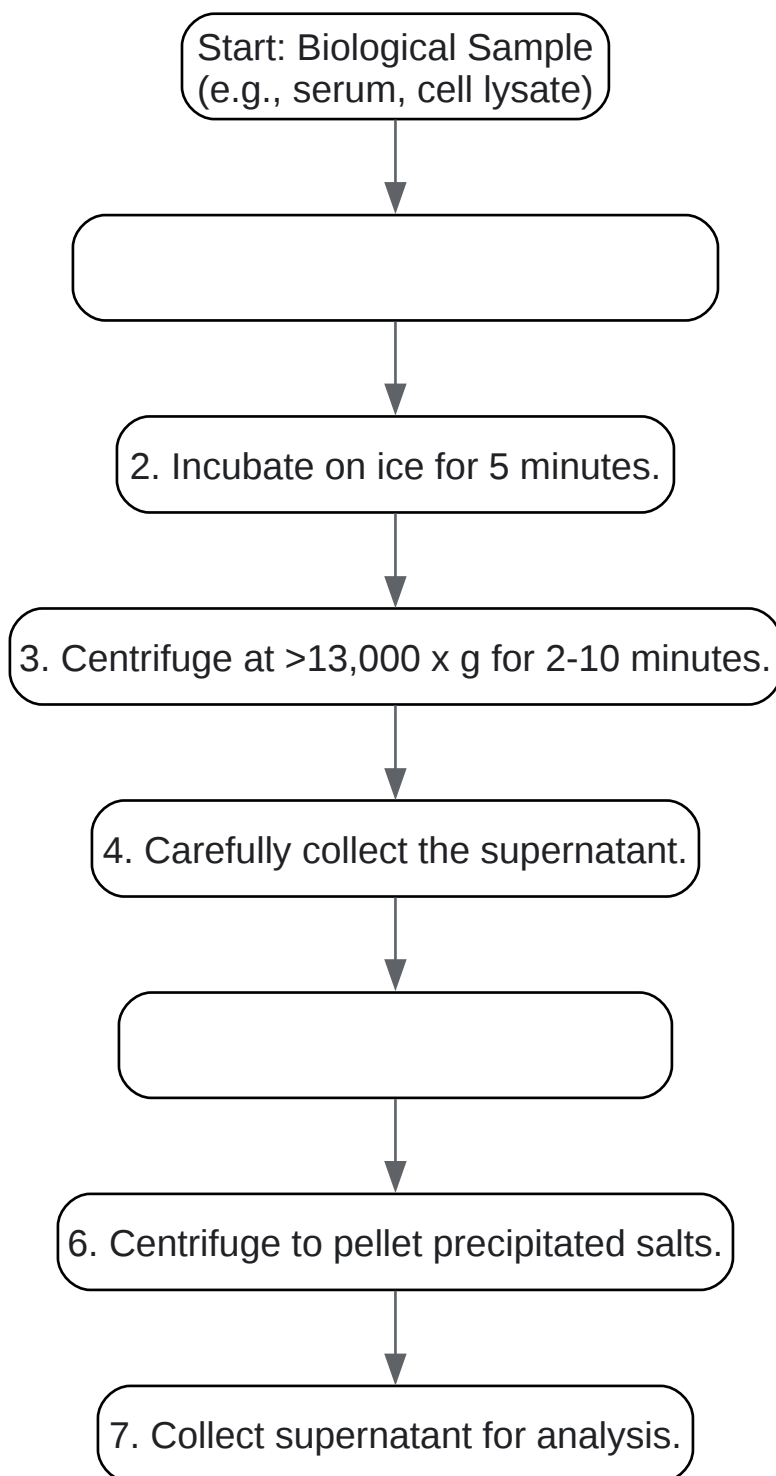 Start: Biological Sample
(e.g., serum, cell lysate)
2. Incubate on ice for 5 minutes.
3. Centrifuge at >13,000 x g for 2-10 minutes.
4. Carefully collect the supernatant.
6. Centrifuge to pellet precipitated salts.
7. Collect supernatant for analysis.